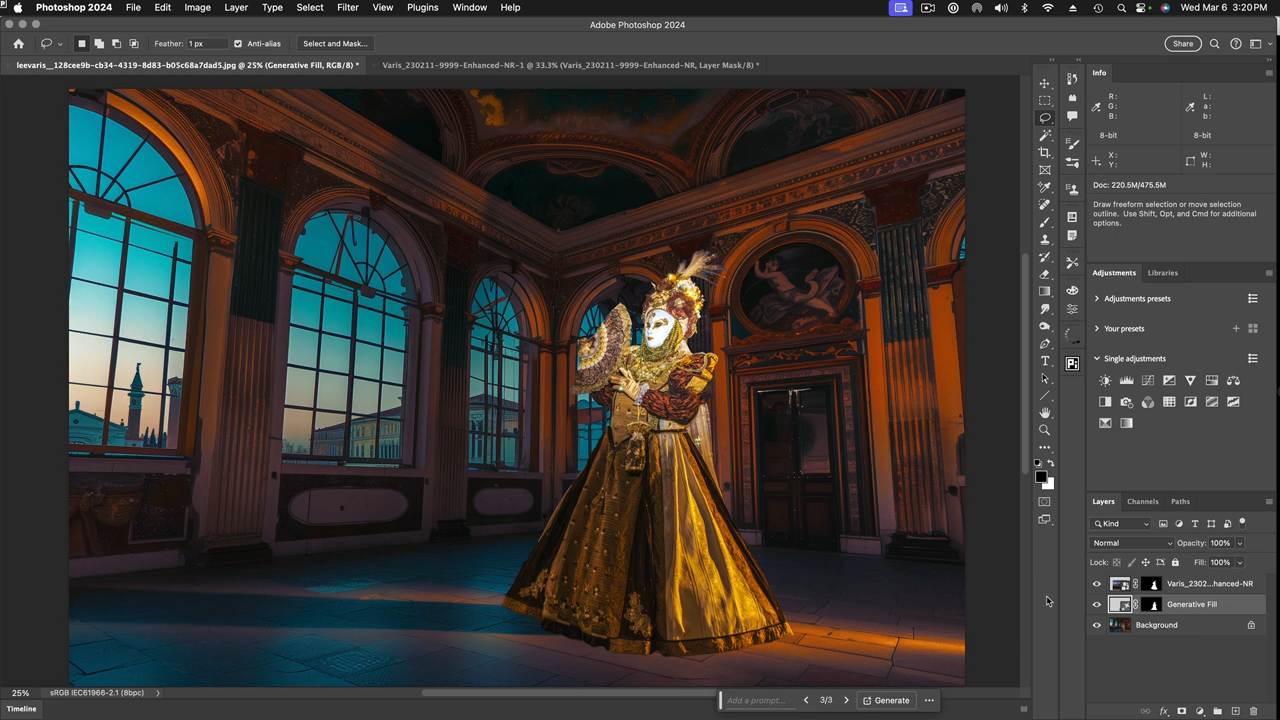 Photoshop 2024 File Edit Image Layer Type Select Filter View Plugins Window Help Wed Mar 6 3:20 PM
Adobe Photoshop 2024
Feather: 1 px Anti-alias Select and Mask... Share
leevaris__128cee9b-cb34-4319-8d83-b05c68a7dad5.jpg @ 25% (Generative Fill, RGB/8) * Varis_230211-9999-Enhanced-NR-1 @ 33.3% (Varis_230211-9999-Enhanced-NR, Layer Mask/8) *
Info
R: L:
G: a:
B: b:
8-bit 8-bit
X: W:
Y: H:
Doc: 220.5M/475.5M
Draw freeform selection or move selection
outline. Use Shift, Opt, and Cmd for additional
options.
Adjustments Libraries
Adjustments presets
Your presets
Single adjustments
Layers Channels Paths
Kind
Normal Opacity: 100%
Lock: Fill: 100%
Varis_2302...hanced-NR
Generative Fill
Background
25% sRGB IEC61966-2.1 (8bpc)
Add a prompt... 3/3 Generate
Timeline